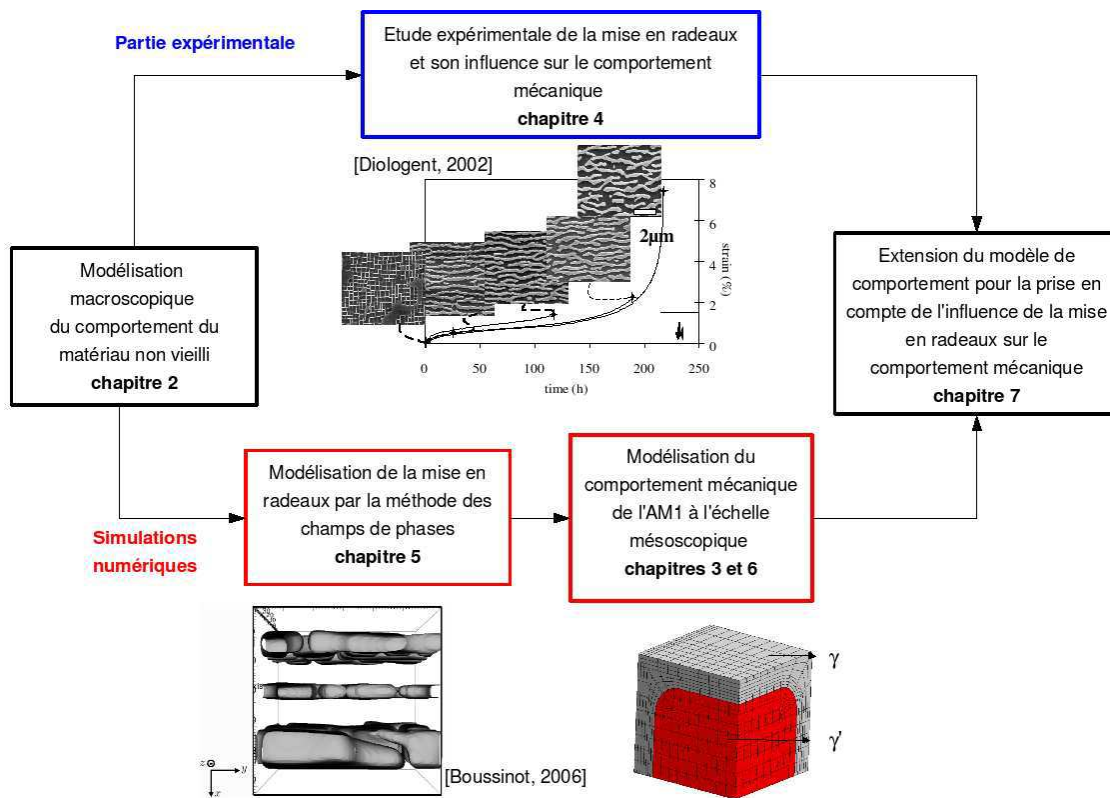 Partie expérimentale
Etude expérimentale de la mise en radeaux
et son influence sur le comportement
mécanique
chapitre 4
[Diologent, 2002]
8
6
4
2
0
strain (%)
2µm
0
50
100
150
200
250
time (h)
Modélisation
macroscopique
du comportement du
matériau non vieilli
chapitre 2
Extension du modèle de
comportement pour la prise en
compte de l'influence de la mise
en radeaux sur le
comportement mécanique
chapitre 7
Simulations
numériques
Modélisation de la mise en
radeaux par la méthode des
champs de phases
chapitre 5
Modélisation du
comportement mécanique
de l'AM1 à l'échelle
mésoscopique
chapitres 3 et 6
z
y
x
[Boussinot, 2006]
γ
γ'